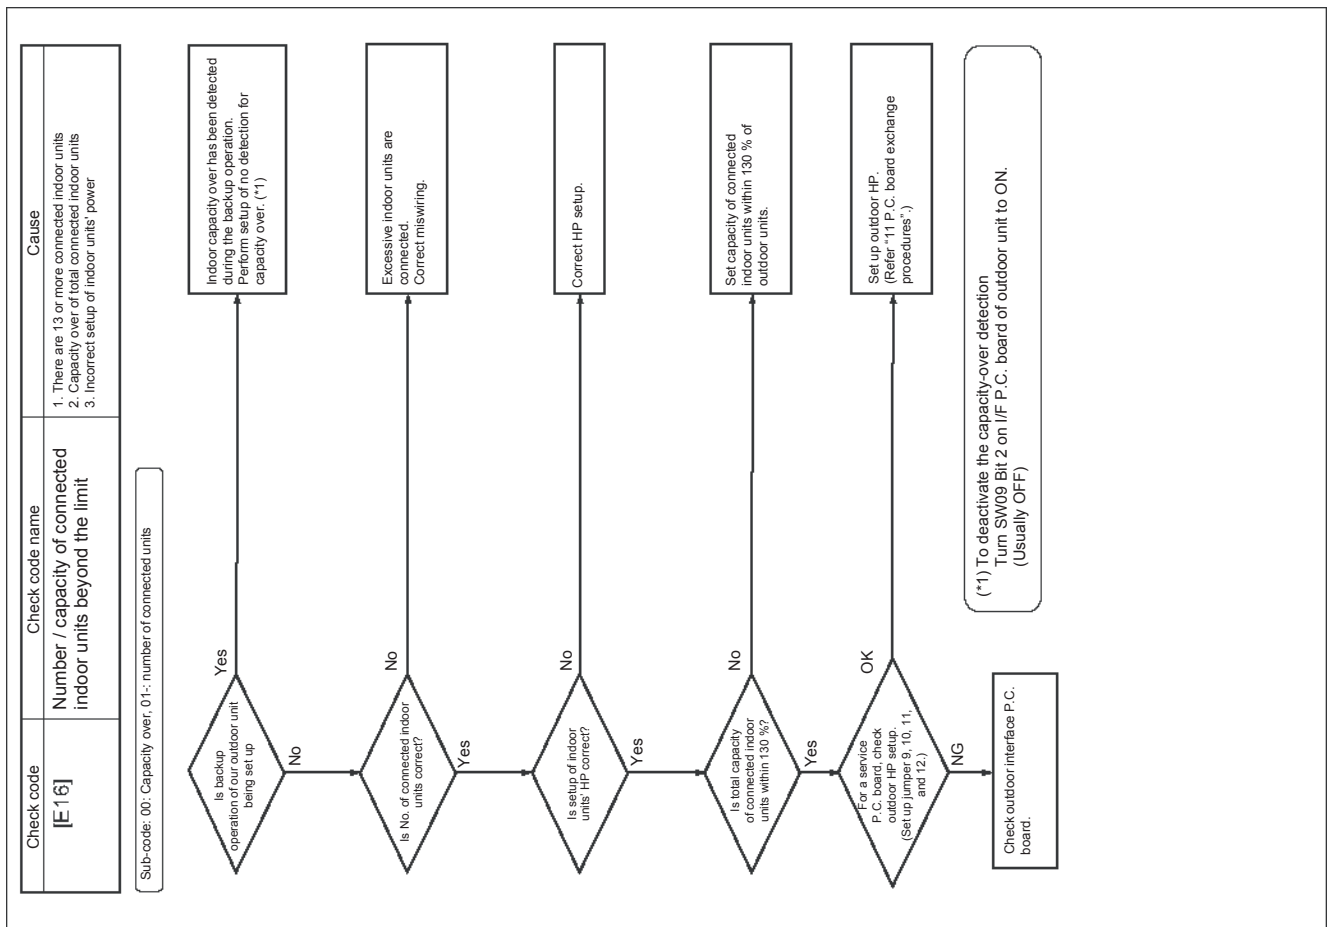 Check code
Check code name
Cause
[E16]
Number / capacity of connected
indoor units beyond the limit
1. There are 13 or more connected indoor units
2. Capacity over of total connected indoor units
3. Incorrect setup of indoor units' power
Sub-code: 00: Capacity over, 01-: number of connected units
Is backup
operation of our outdoor unit
being set up
Yes
Indoor capacity over has been detected
during the backup operation.
Perform setup of no detection for
capacity over. (*1)
No
Is No. of connected indoor
units correct?
No
Excessive indoor units are
connected.
Correct miswiring.
Yes
Is setup of indoor
units' HP correct?
No
Correct HP setup.
Yes
Is total capacity
of connected indoor
units within 130 %?
No
Set capacity of connected
indoor units within 130 % of
outdoor units.
Yes
For a service
P.C. board, check
outdoor HP setup.
(Set up jumper 9, 10, 11,
and 12.)
OK
Set up outdoor HP.
(Refer "11 P.C. board exchange
procedures".)
NG
Check outdoor interface P.C.
board.
(*1) To deactivate the capacity-over detection
Turn SW09 Bit 2 on I/F P.C. board of outdoor unit to ON.
(Usually OFF)